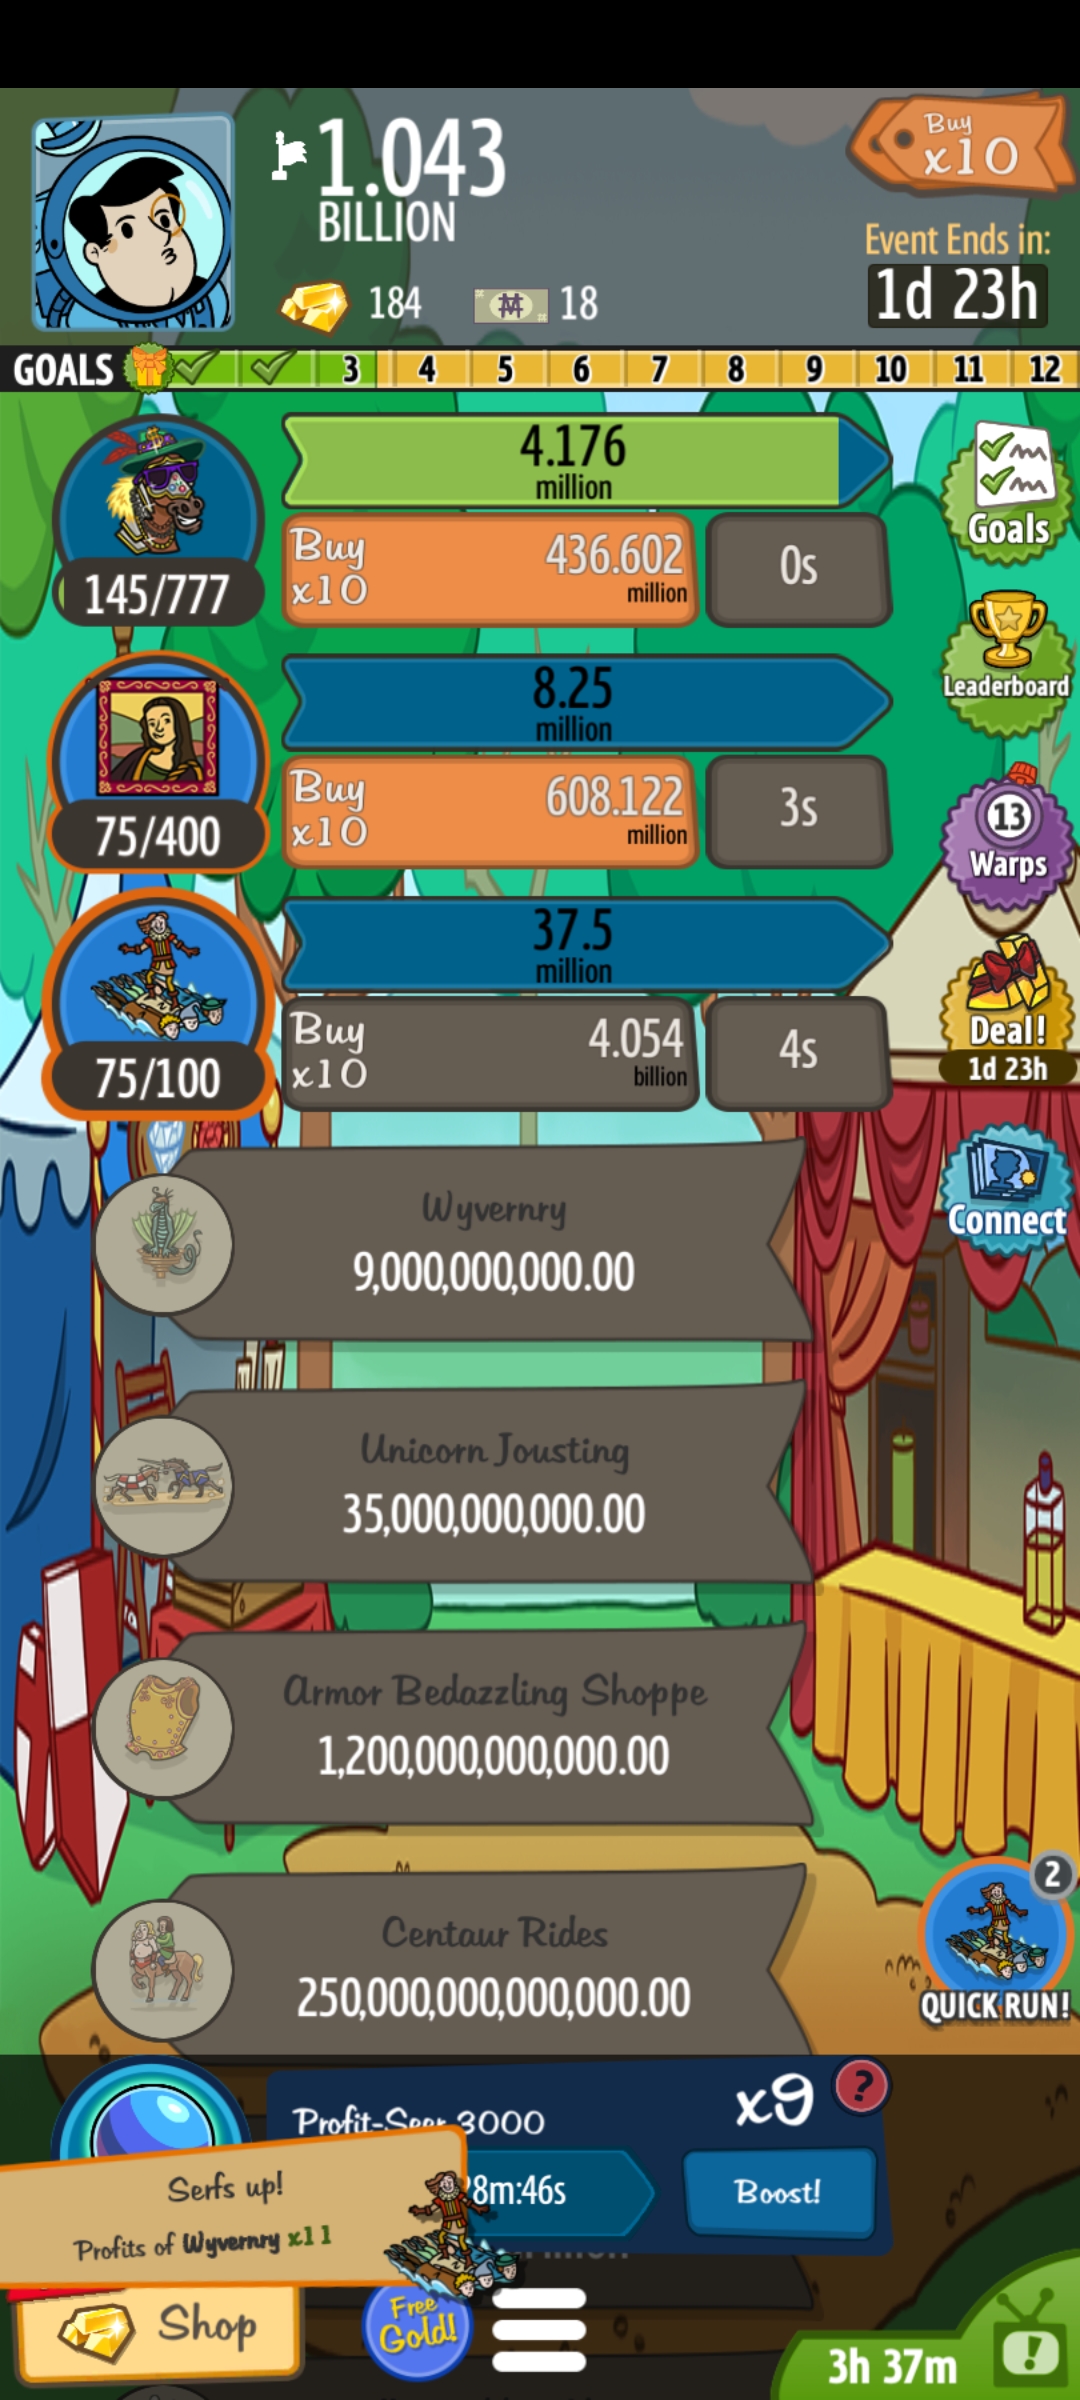 1.043
BILLION
Buy
x10
Event Ends in:
1d 23h
184
18
GOALS 3 4 5 6 7 8 9 10 11 12
4.176
million
Buy
x10
436.602
million
0s
145/777
Goals
8.25
million
Buy
x10
608.122
million
3s
75/400
Leaderboard
13
Warps
37.5
million
Buy
x10
4.054
billion
4s
75/100
Deal!
1d 23h
Wyvernry
9,000,000,000.00
Connect
Unicorn Jousting
35,000,000,000.00
Armor Bedazzling Shoppe
1,200,000,000,000.00
Centaur Rides
250,000,000,000,000.00
2
QUICK RUN!
Profit-Seer 3000
x9
?
8m:46s
Boost!
Serfs up!
Profits of Wyvernry x11
Shop
Free
Gold!
3h 37m
!